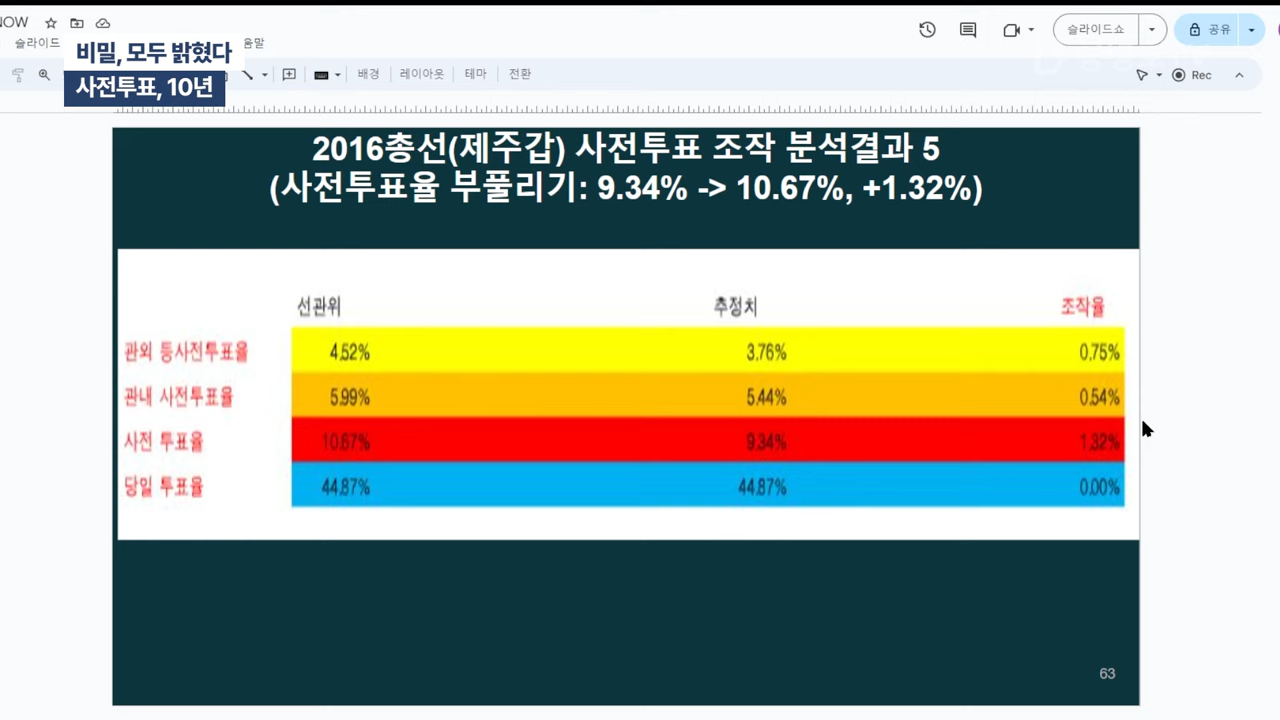 NOW
슬라이드
움말
비밀, 모두 밝혔다
사전투표, 10년
배경
레이아웃
테마
전환
슬라이드쇼
공유
Rec
2016총선(제주갑) 사전투표 조작 분석결과 5
(사전투표율 부풀리기: 9.34% -> 10.67%, +1.32%)
선관위 추정치 조작율
관외 등사전투표율 4.52% 3.76% 0.75%
관내 사전투표율 5.99% 5.44% 0.54%
사전 투표율 10.67% 9.34% 1.32%
당일 투표율 44.87% 44.87% 0.00%
63